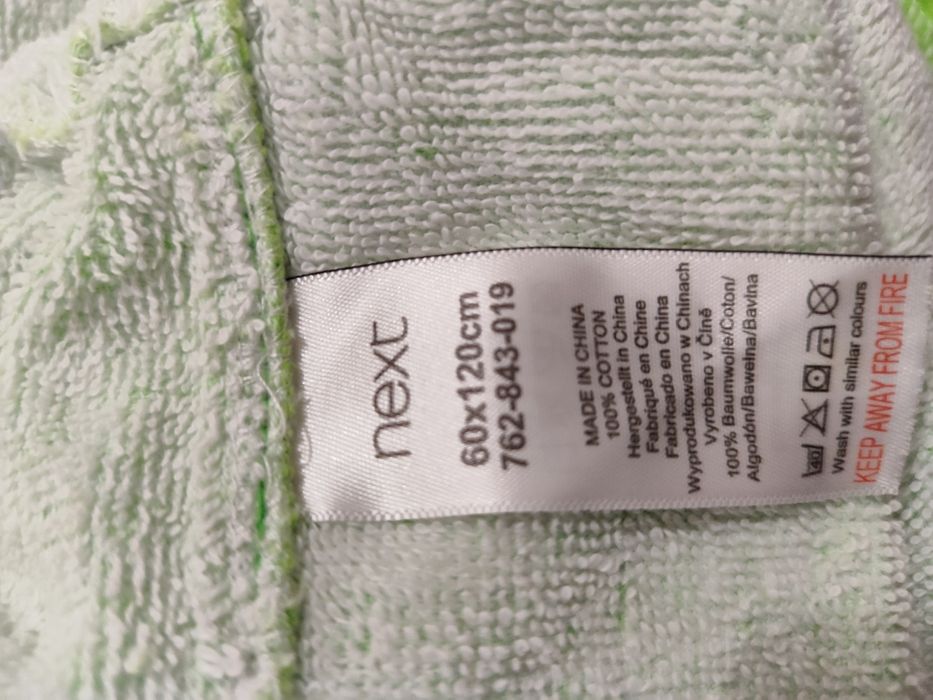 next
60x120cm
762-843-019
MADE IN CHINA
100% COTTON
Hergestellt in China
Fabriqué en Chine
Fabricado en China
Wyprodukowano w Chinach
Vyrobeno v Číně
100% Baumwolle/Coton/
Algodón/Bawełna/Bavlna
40
Wash with similar colours
KEEP AWAY FROM FIRE